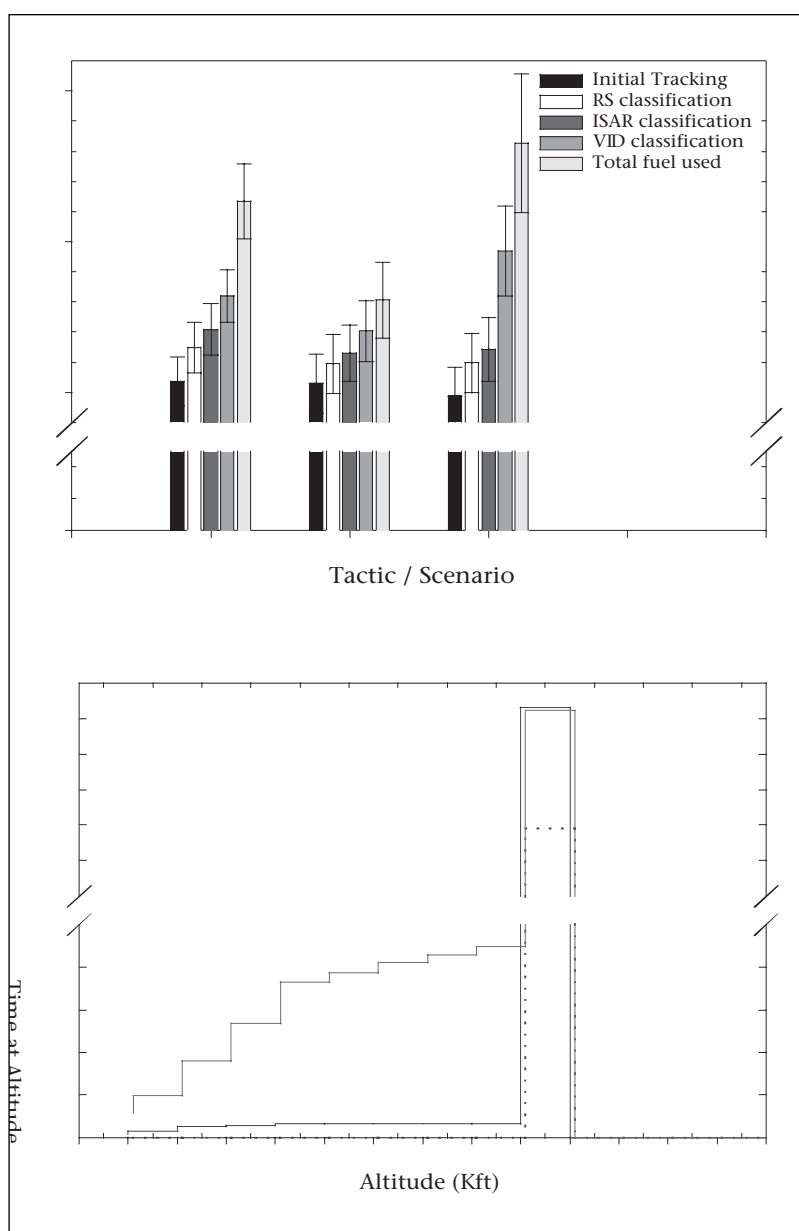 Initial Tracking
RS classification
ISAR classification
VID classification
Total fuel used
Tactic / Scenario
Time at Altitude
Altitude (Kft)